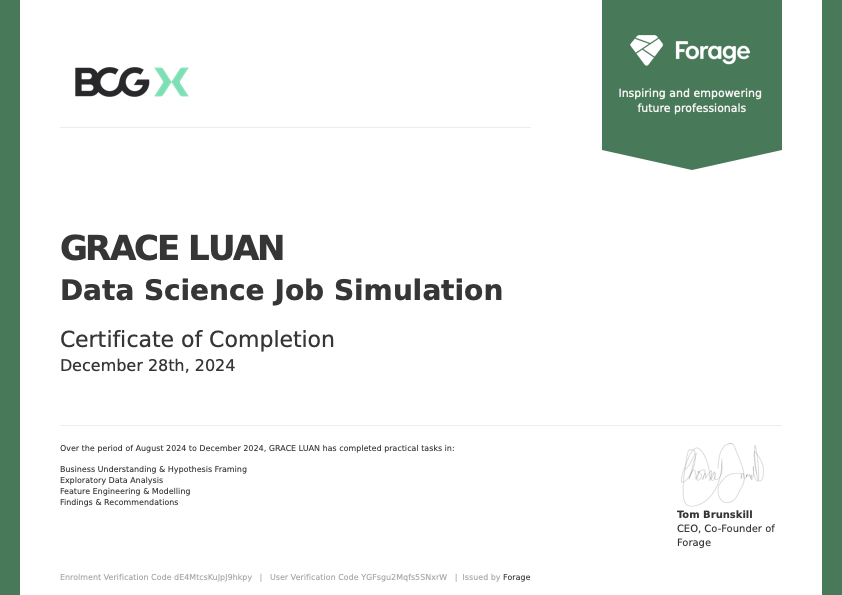 BCG X
Forage
Inspiring and empowering
future professionals
GRACE LUAN
Data Science Job Simulation
Certificate of Completion
December 28th, 2024
Over the period of August 2024 to December 2024, GRACE LUAN has completed practical tasks in:
Business Understanding & Hypothesis Framing
Exploratory Data Analysis
Feature Engineering & Modelling
Findings & Recommendations
Tom Brunskill
CEO, Co-Founder of
Forage
Enrolment Verification Code dE4MtcsKuJpJ9hkpy | User Verification Code YGFsgu2Mqfs5SNxrW | Issued by Forage